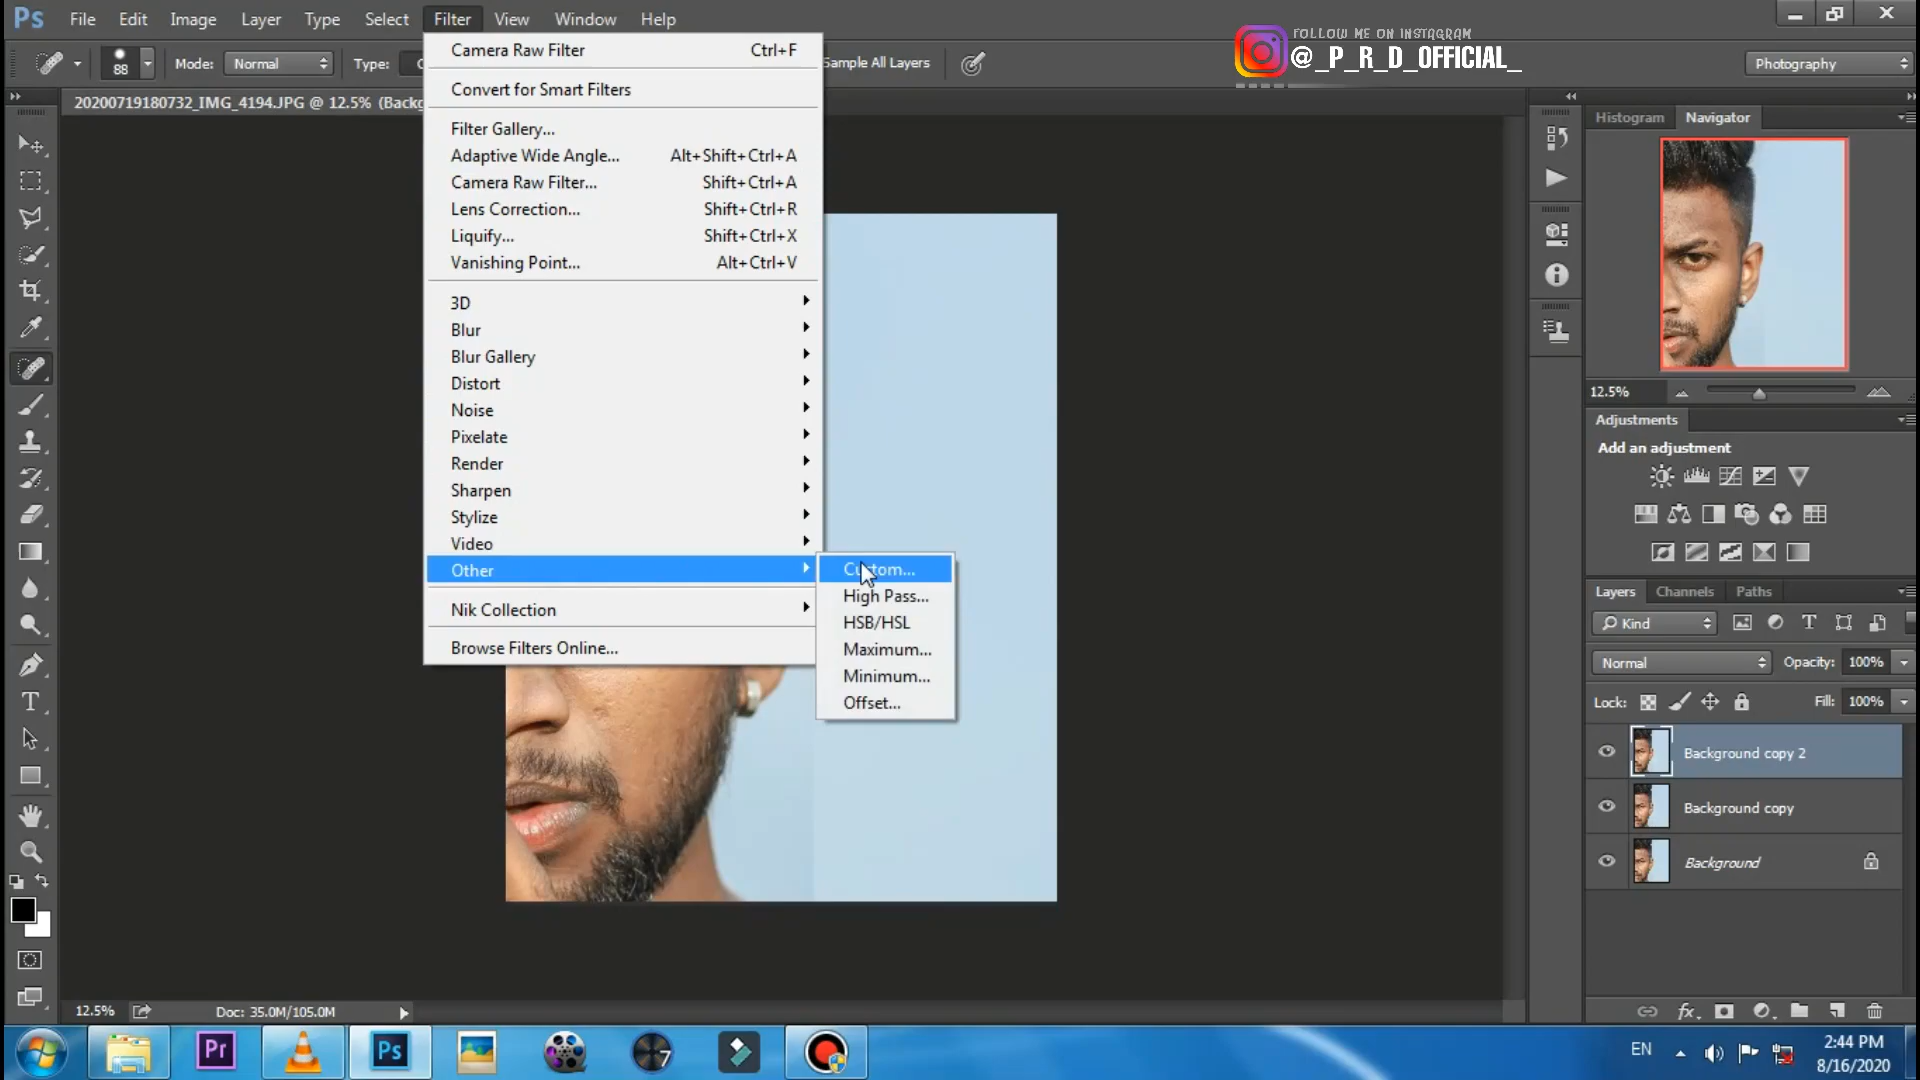 Ps File Edit Image Layer Type Select Filter View Window Help
FOLLOW ME ON INSTAGRAM
@_P_R_D_OFFICIAL_
88 Mode: Normal Type: Sample All Layers Photography
20200719180732_IMG_4194.JPG @ 12.5% (Backg
Camera Raw Filter Ctrl+F
Convert for Smart Filters
Filter Gallery...
Adaptive Wide Angle... Alt+Shift+Ctrl+A
Camera Raw Filter... Shift+Ctrl+A
Lens Correction... Shift+Ctrl+R
Liquify... Shift+Ctrl+X
Vanishing Point... Alt+Ctrl+V
3D
Blur
Blur Gallery
Distort
Noise
Pixelate
Render
Sharpen
Stylize
Video
Other
Nik Collection
Browse Filters Online...
Custom...
High Pass...
HSB/HSL
Maximum...
Minimum...
Offset...
Histogram Navigator
12.5%
Adjustments
Add an adjustment
Layers Channels Paths
Kind
Normal Opacity: 100%
Lock: Fill: 100%
Background copy 2
Background copy
Background
12.5% Doc: 35.0M/105.0M
Pr Ps 7
EN 2:44 PM
8/16/2020